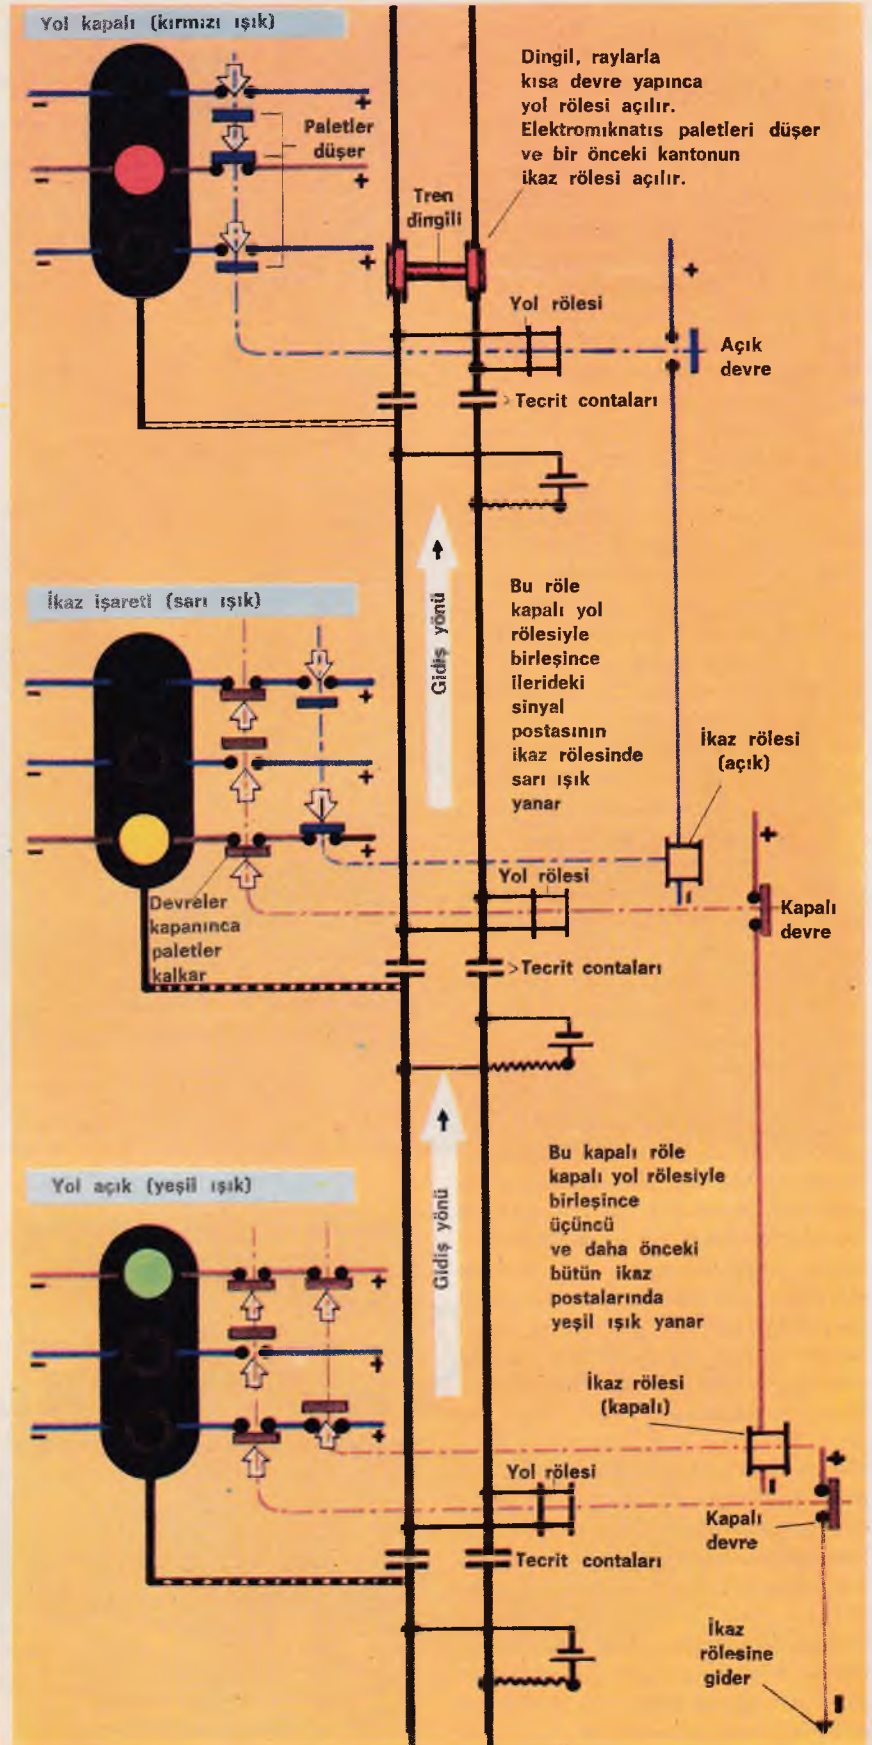 Yol kapalı (kırmızı ışık)
Paletler
düşer
Dingil, raylarla
kısa devre yapınca
yol rölesi açılır.
Elektromıknatıs paletleri düşer
ve bir önceki kantonun
ikaz rölesi açılır.
Tren
dingili
Yol rölesi
Açık
devre
Tecrit contaları
İkaz işareti (sarı ışık)
Gidiş yönü
Bu röle
kapalı yol
rölesiyle
birleşince
ilerideki
sinyal
postasının
ikaz rölesinde
sarı ışık
yanar
İkaz rölesi
(açık)
Devreler
kapanınca
paletler
kalkar
Yol rölesi
Kapalı
devre
Tecrit contaları
Yol açık (yeşil ışık)
Gidiş yönü
Bu kapalı röle
kapalı yol rölesiyle
birleşince
üçüncü
ve daha önceki
bütün ikaz
postalarında
yeşil ışık yanar
İkaz rölesi
(kapalı)
Yol rölesi
Kapalı
devre
Tecrit contaları
İkaz
rölesine
gider